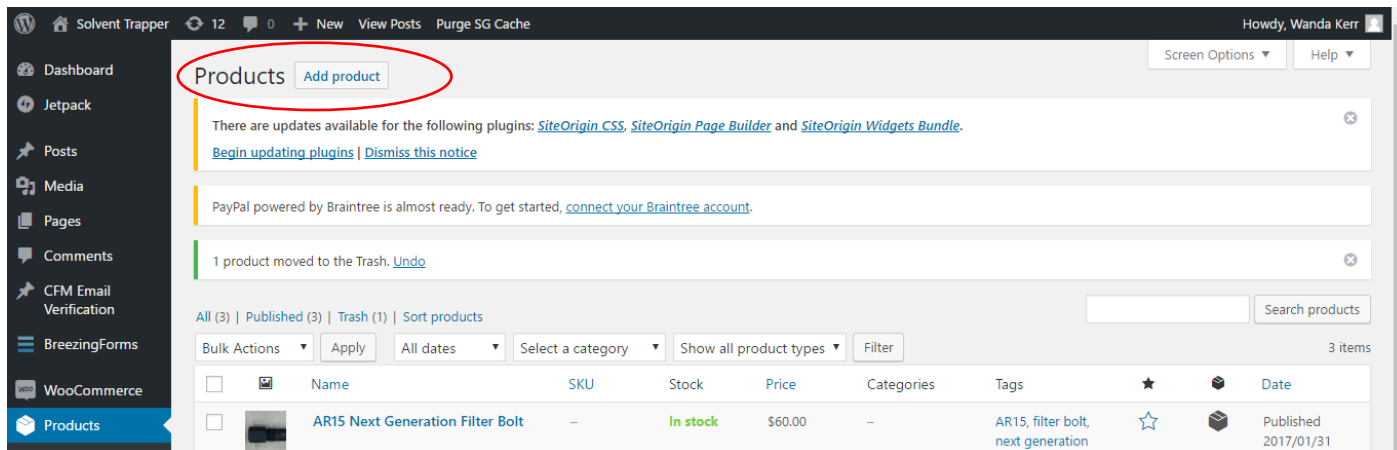 Solvent Trapper 12 0 New View Posts Purge SG Cache Howdy, Wanda Kerr
Dashboard
Jetpack
Posts
Media
Pages
Comments
CFM Email
Verification
BreezingForms
WOO WooCommerce
Products
Screen Options ▼ Help ▼
Products Add product
There are updates available for the following plugins: SiteOrigin CSS, SiteOrigin Page Builder and SiteOrigin Widgets Bundle.
Begin updating plugins | Dismiss this notice
PayPal powered by Braintree is almost ready. To get started, connect your Braintree account.
1 product moved to the Trash. Undo
All (3) | Published (3) | Trash (1) | Sort products
Search products
Bulk Actions ▼ Apply All dates ▼ Select a category ▼ Show all product types ▼ Filter 3 items
Name SKU Stock Price Categories Tags Date
AR15 Next Generation Filter Bolt – In stock $60.00 – AR15, filter bolt, Published
next generation 2017/01/31